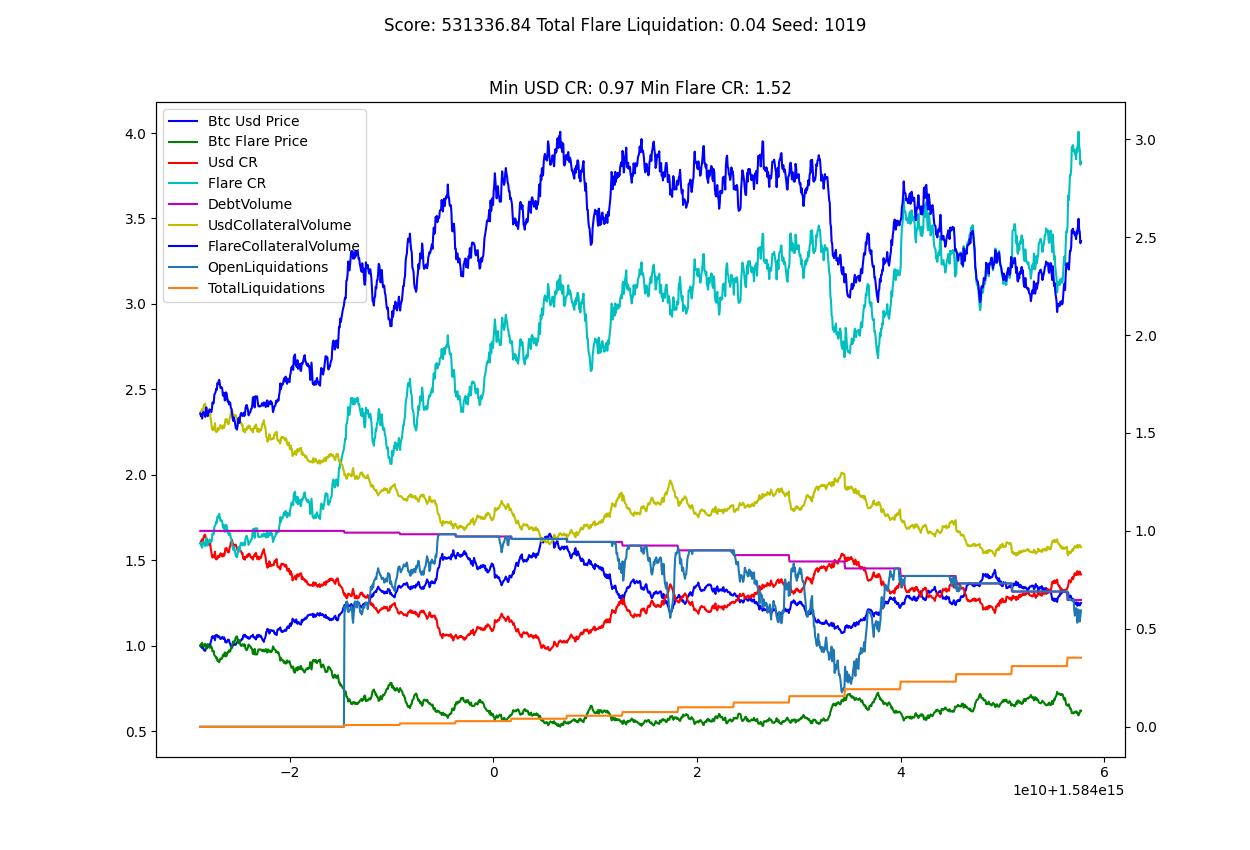 Score: 531336.84 Total Flare Liquidation: 0.04 Seed: 1019
Min USD CR: 0.97 Min Flare CR: 1.52
Btc Usd Price
Btc Flare Price
Usd CR
Flare CR
DebtVolume
UsdCollateralVolume
FlareCollateralVolume
OpenLiquidations
TotalLiquidations
4.0
3.5
3.0
2.5
2.0
1.5
1.0
0.5
3.0
2.5
2.0
1.5
1.0
0.5
0.0
−2
0
2
4
6
1e10+1.584e15